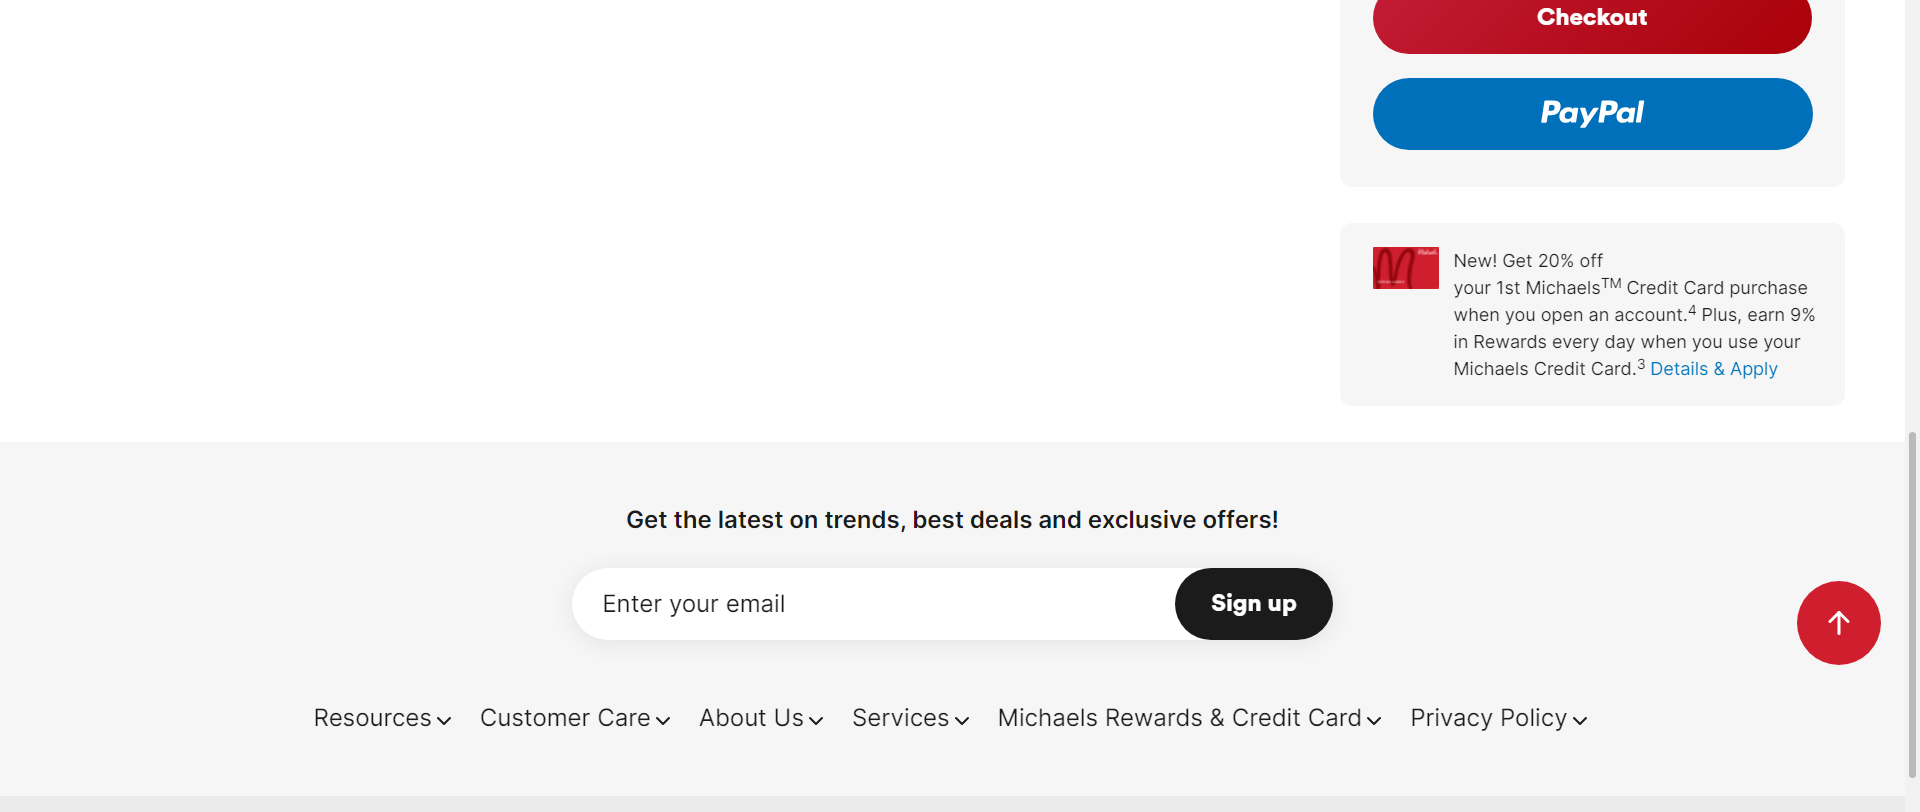 Checkout
PayPal
New! Get 20% off
your 1st Michaels™ Credit Card purchase
when you open an account.⁴ Plus, earn 9%
in Rewards every day when you use your
Michaels Credit Card.³ Details & Apply
Get the latest on trends, best deals and exclusive offers!
Enter your email
Sign up
Resources
Customer Care
About Us
Services
Michaels Rewards & Credit Card
Privacy Policy